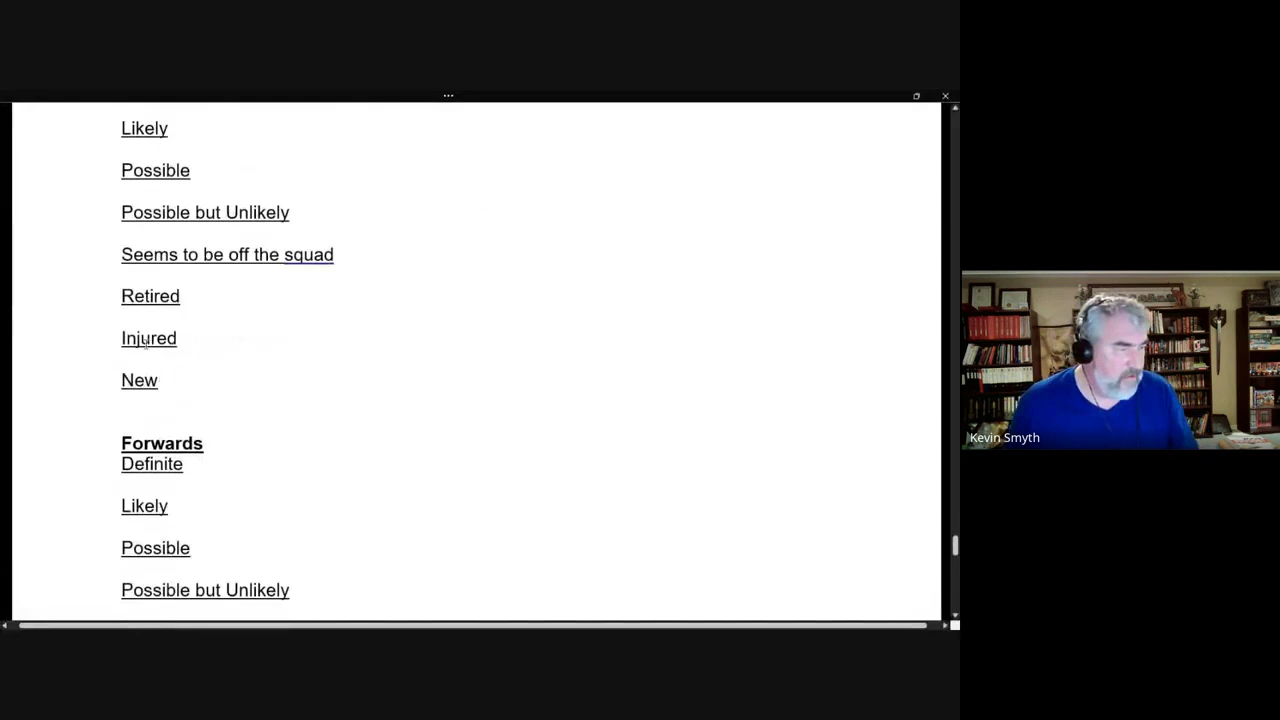 Likely
Possible
Possible but Unlikely
Seems to be off the squad
Retired
Injured
New
Forwards
Definite
Likely
Possible
Possible but Unlikely
Kevin Smyth